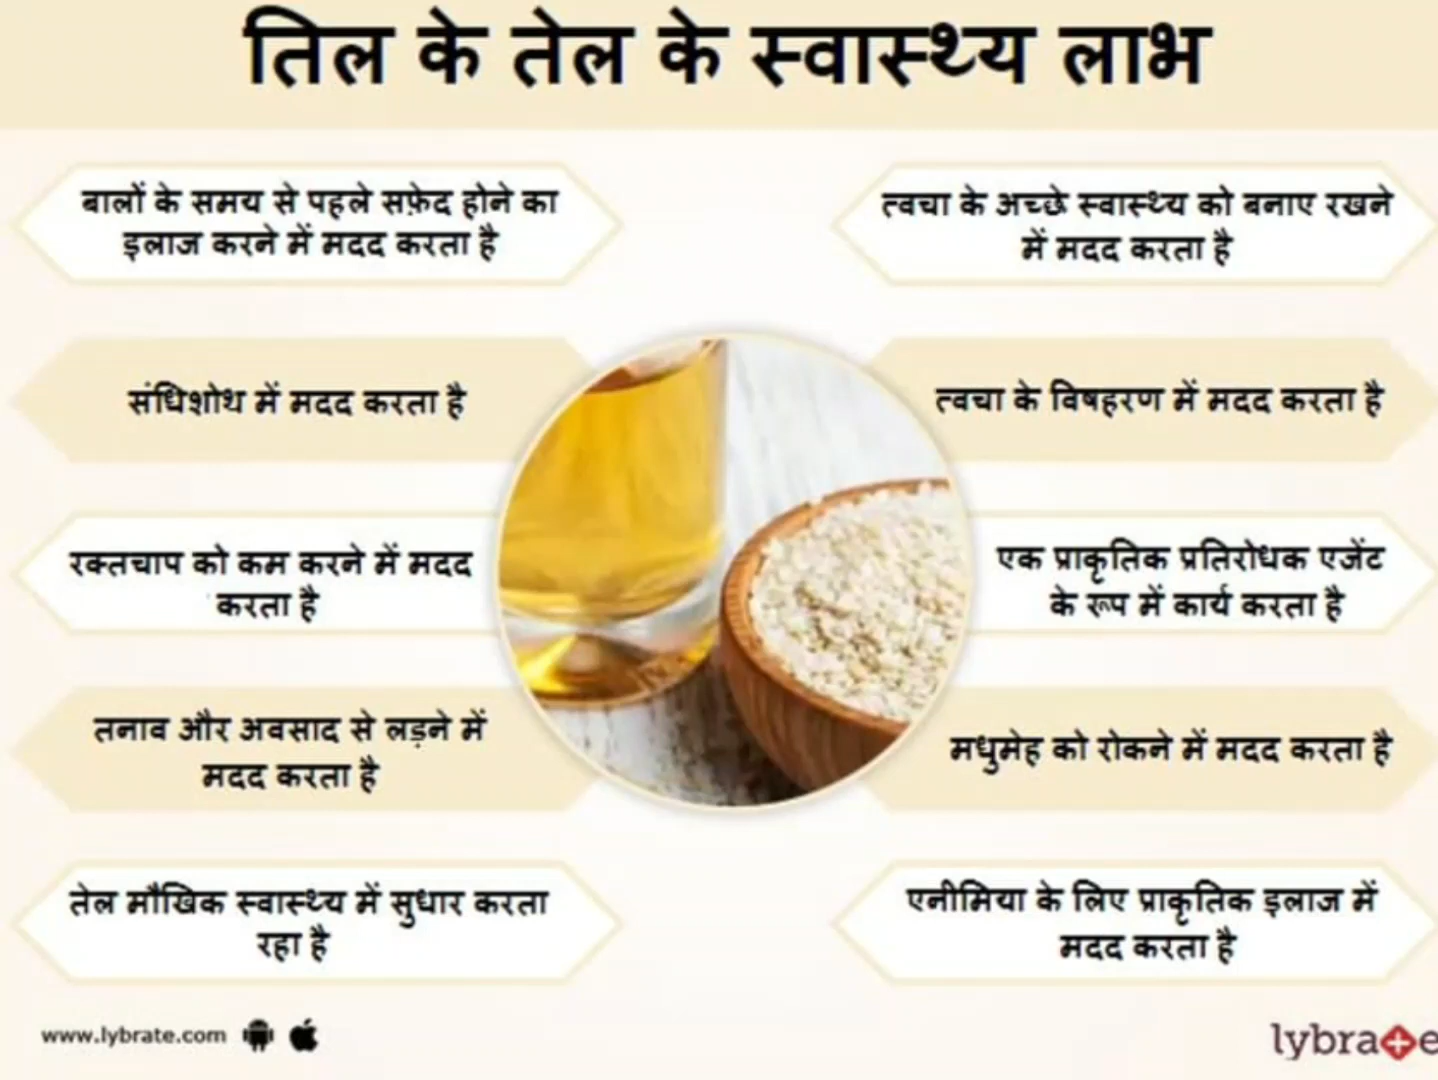 तिल के तेल के स्वास्थ्य लाभ
बालों के समय से पहले सफ़ेद होने का
इलाज करने में मदद करता है
त्वचा के अच्छे स्वास्थ्य को बनाए रखने
में मदद करता है
संधिशोथ में मदद करता है
त्वचा के विषहरण में मदद करता है
रक्तचाप को कम करने में मदद
करता है
एक प्राकृतिक प्रतिरोधक एजेंट
के रूप में कार्य करता है
तनाव और अवसाद से लड़ने में
मदद करता है
मधुमेह को रोकने में मदद करता है
तेल मौखिक स्वास्थ्य में सुधार करता
रहा है
एनीमिया के लिए प्राकृतिक इलाज में
मदद करता है
www.lybrate.com
lybrate